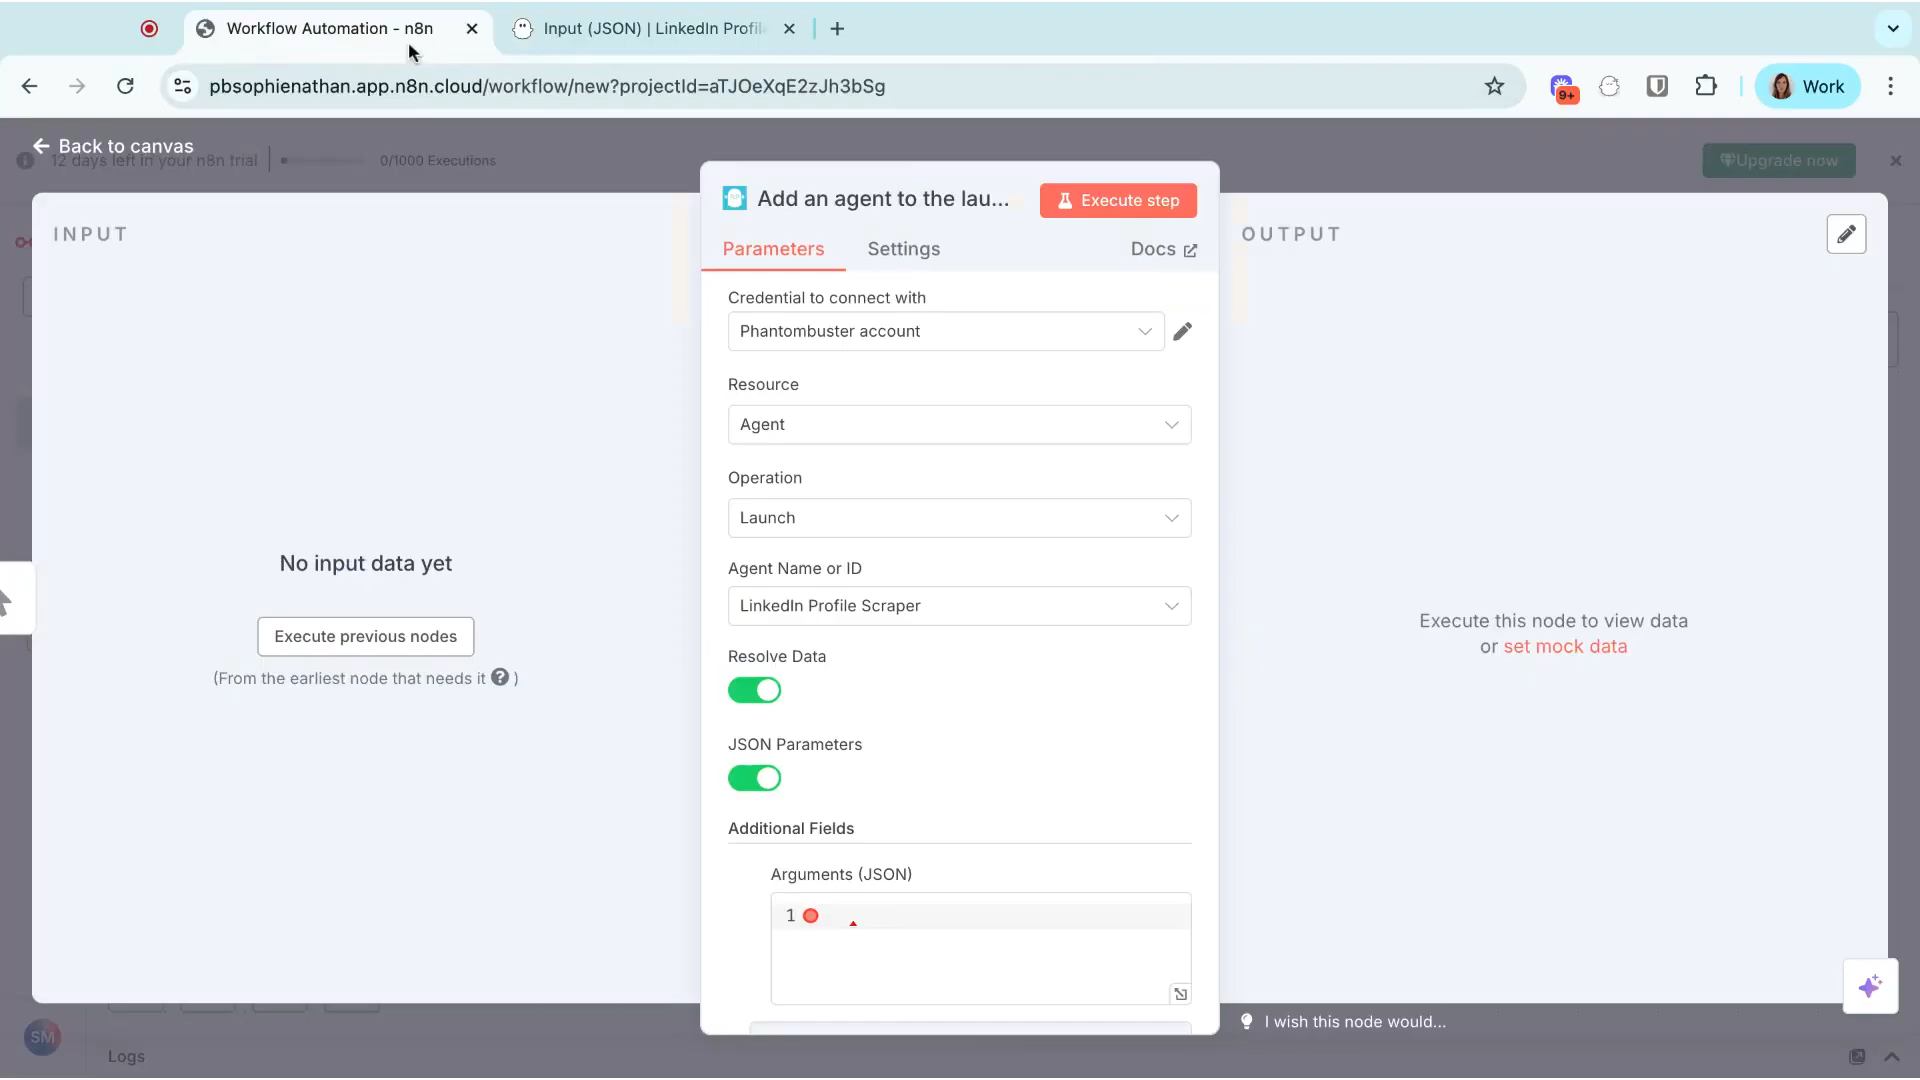 Workflow Automation - n8n
Input (JSON) | LinkedIn Profil
pbsophienathan.app.n8n.cloud/workflow/new?projectId=aTJOeXqE2zJh3bSg
9+
Work
Back to canvas
12 days left in your n8n trial
0/1000 Executions
Upgrade now
Add an agent to the lau...
Execute step
INPUT
OUTPUT
Parameters
Settings
Docs
Credential to connect with
Phantombuster account
Resource
Agent
Operation
Launch
No input data yet
Agent Name or ID
LinkedIn Profile Scraper
Execute previous nodes
(From the earliest node that needs it ? )
Execute this node to view data
or set mock data
Resolve Data
JSON Parameters
Additional Fields
Arguments (JSON)
1
I wish this node would...
SM
Logs